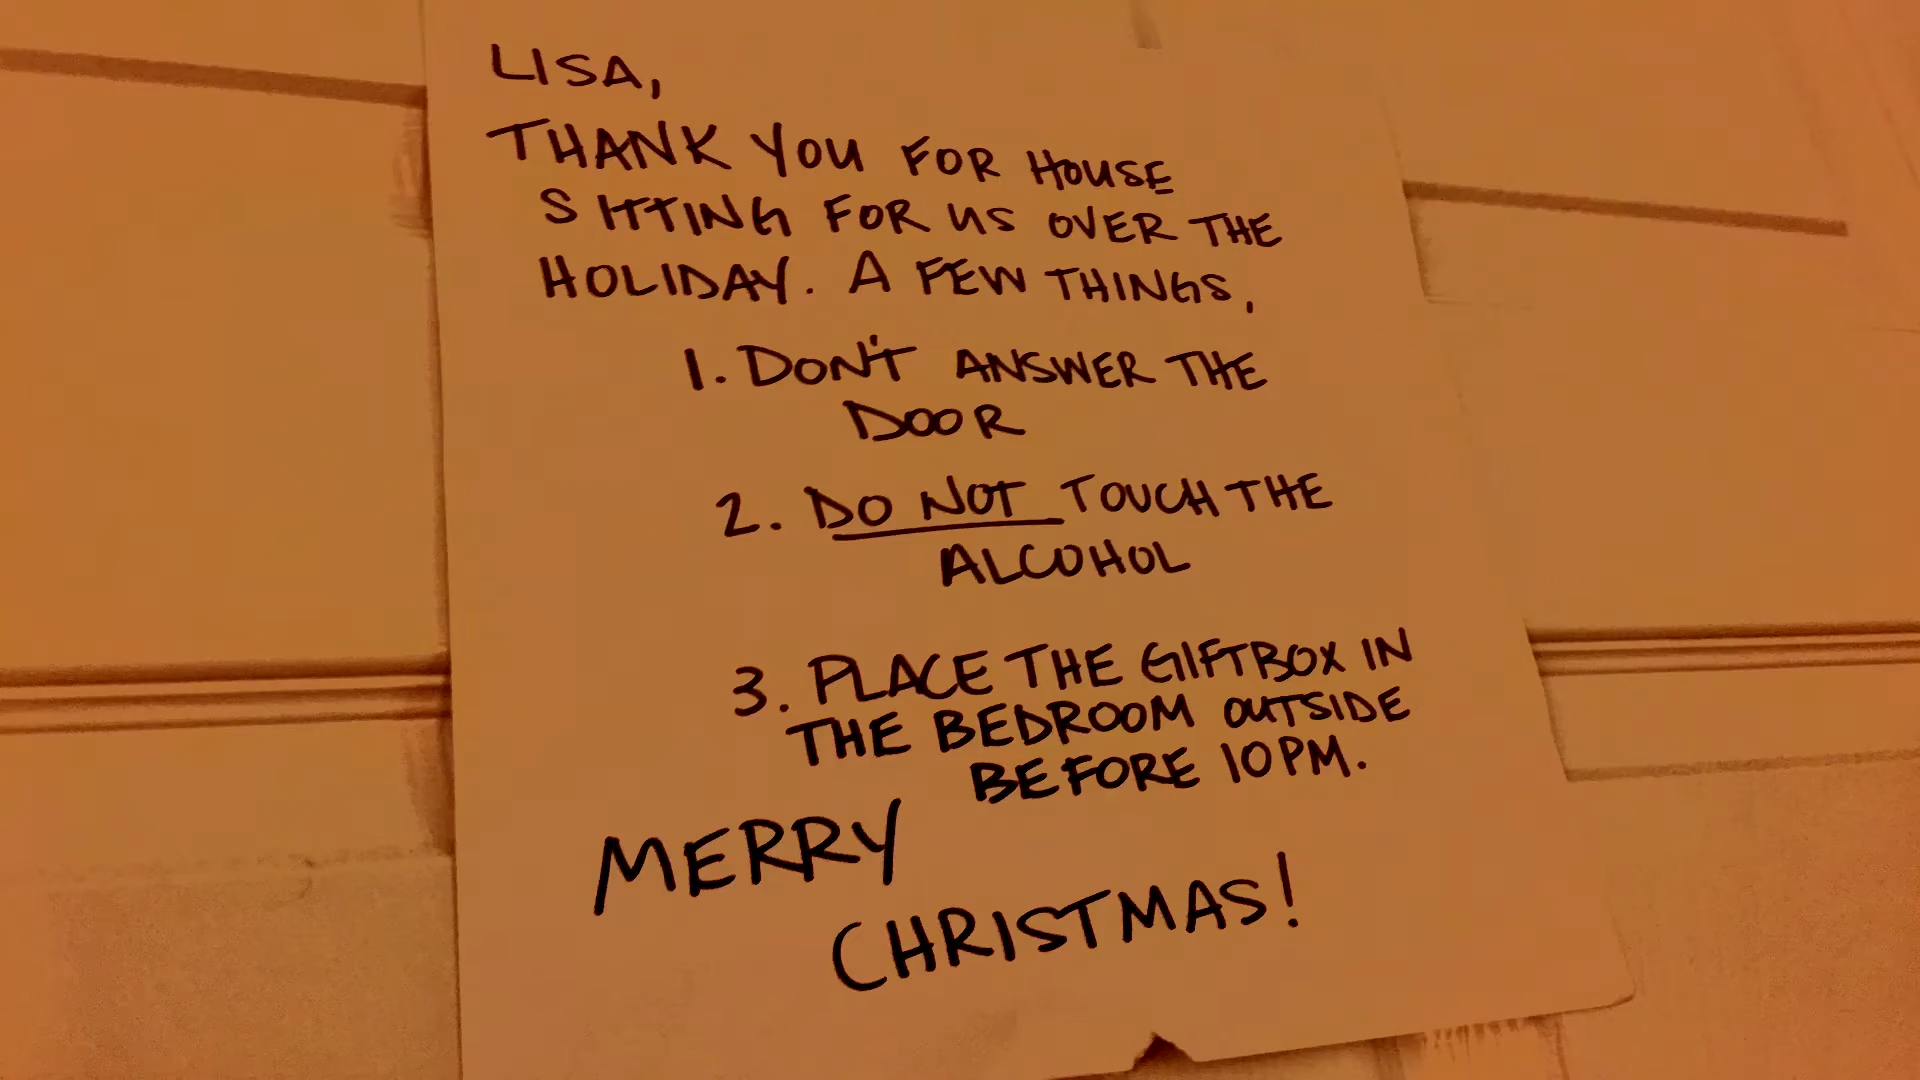 LISA,
THANK YOU FOR HOUSE
SITTING FOR US OVER THE
HOLIDAY. A FEW THINGS,
1. DON'T ANSWER THE
DOOR
2. DO NOT TOUCH THE
ALCOHOL
3. PLACE THE GIFTBOX IN
THE BEDROOM OUTSIDE
BEFORE 10PM.
MERRY
CHRISTMAS!